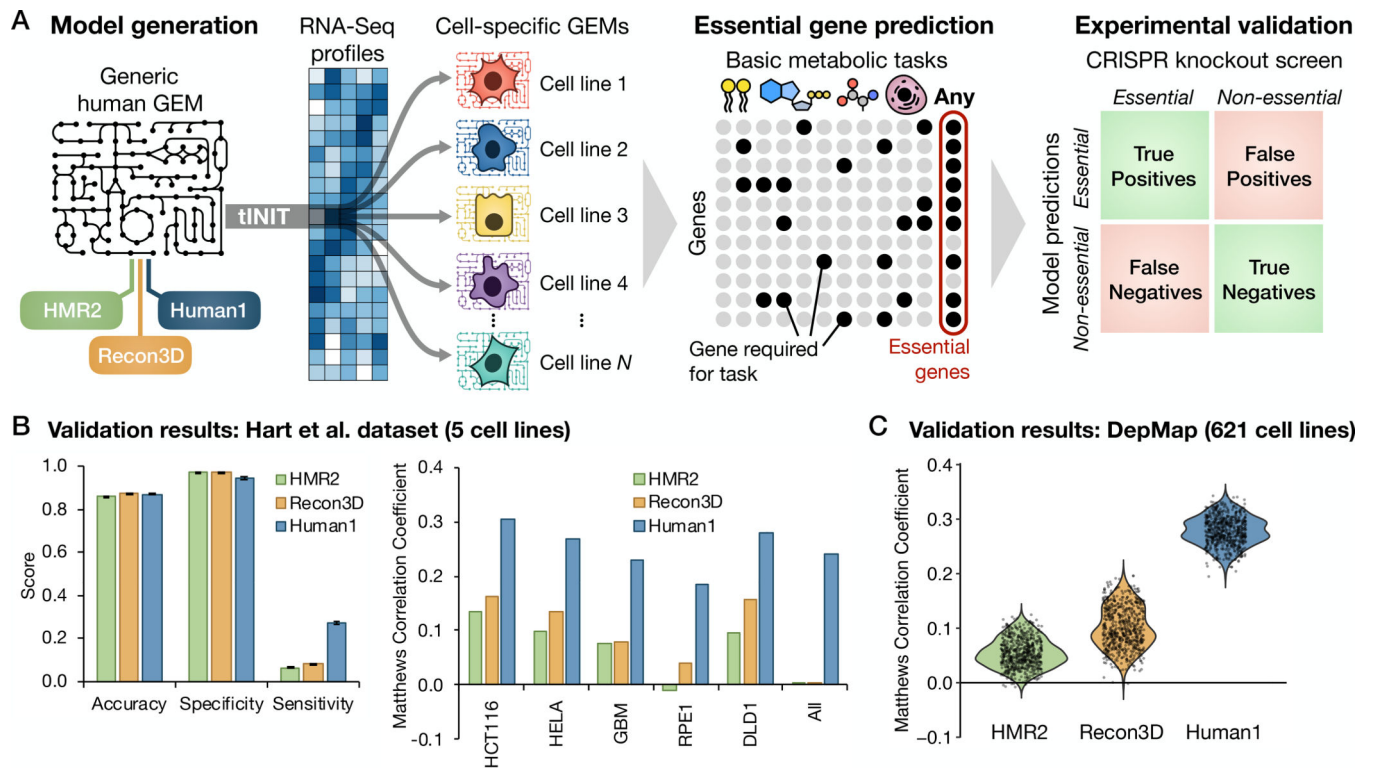 A Model generation
Generic
human GEM
HMR2
Human1
Recon3D
RNA-Seq
profiles
tINIT
Cell-specific GEMs
Cell line 1
Cell line 2
Cell line 3
Cell line 4
⋮ ⋮
Cell line N
Essential gene prediction
Basic metabolic tasks
Any
Genes
Gene required
for task
Essential
genes
Experimental validation
CRISPR knockout screen
Essential Non-essential
Model predictions
Essential
Non-essential
True
Positives
False
Positives
False
Negatives
True
Negatives
B Validation results: Hart et al. dataset (5 cell lines)
Score
1.0
0.8
0.6
0.4
0.2
0.0
HMR2
Recon3D
Human1
Accuracy Specificity Sensitivity
Matthews Correlation Coefficient
0.4
0.3
0.2
0.1
0.0
-0.1
HMR2
Recon3D
Human1
HCT116
HELA
GBM
RPE1
DLD1
All
C Validation results: DepMap (621 cell lines)
Matthews Correlation Coefficient
0.4
0.3
0.2
0.1
0.0
−0.1
HMR2 Recon3D Human1